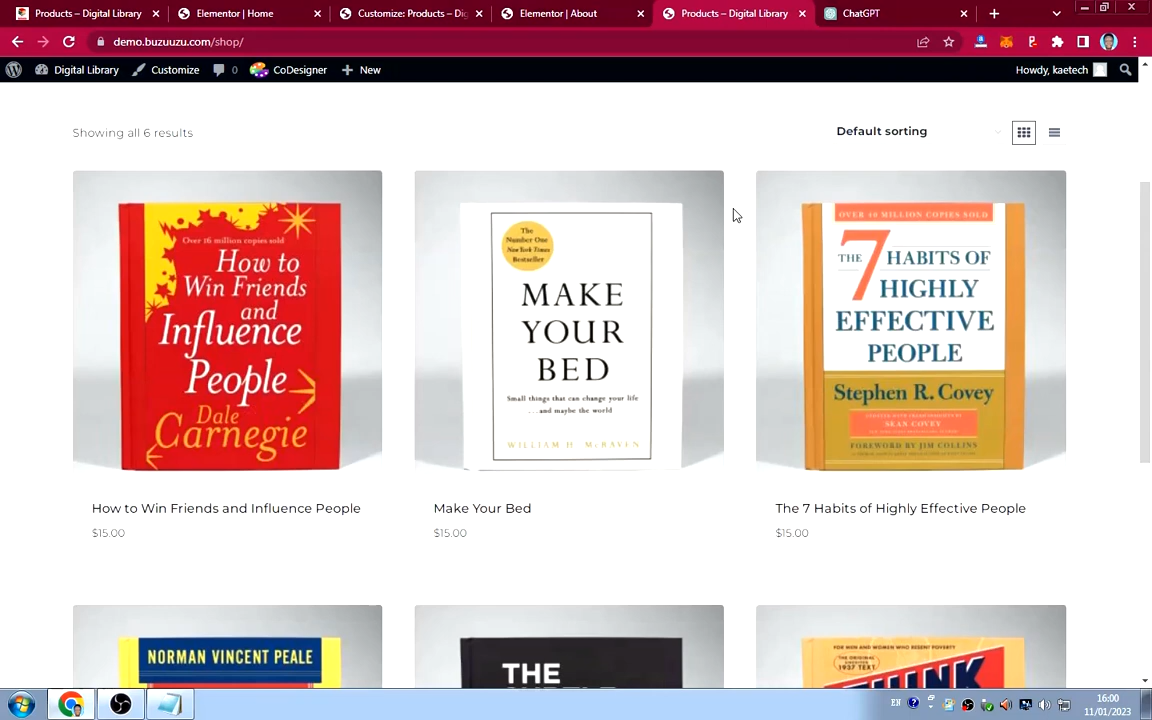 Products – Digital Library
Elementor | Home
Customize: Products – Dig
Elementor | About
Products – Digital Library
ChatGPT
demo.buzuuzu.com/shop/
Digital Library
Customize
0
CoDesigner
New
Howdy, kaetech
Showing all 6 results
Default sorting
Over 16 million copies sold
How to
Win Friends
and
Influence
People
Dale
Carnegie
The
Number One
New York Times
Bestseller
MAKE
YOUR
BED
Small things that can change your life
...and maybe the world
WILLIAM H. McRAVEN
OVER 40 MILLION COPIES SOLD
THE 7 HABITS OF
HIGHLY
EFFECTIVE
PEOPLE
Stephen R. Covey
SEAN COVEY
FOREWORD BY JIM COLLINS
How to Win Friends and Influence People
$15.00
Make Your Bed
$15.00
The 7 Habits of Highly Effective People
$15.00
NORMAN VINCENT PEALE
THE
FOR MEN AND WOMEN WHO RESENT POVERTY
THE ORIGINAL
1937 TEXT
THINK
EN
16:00
11/01/2023